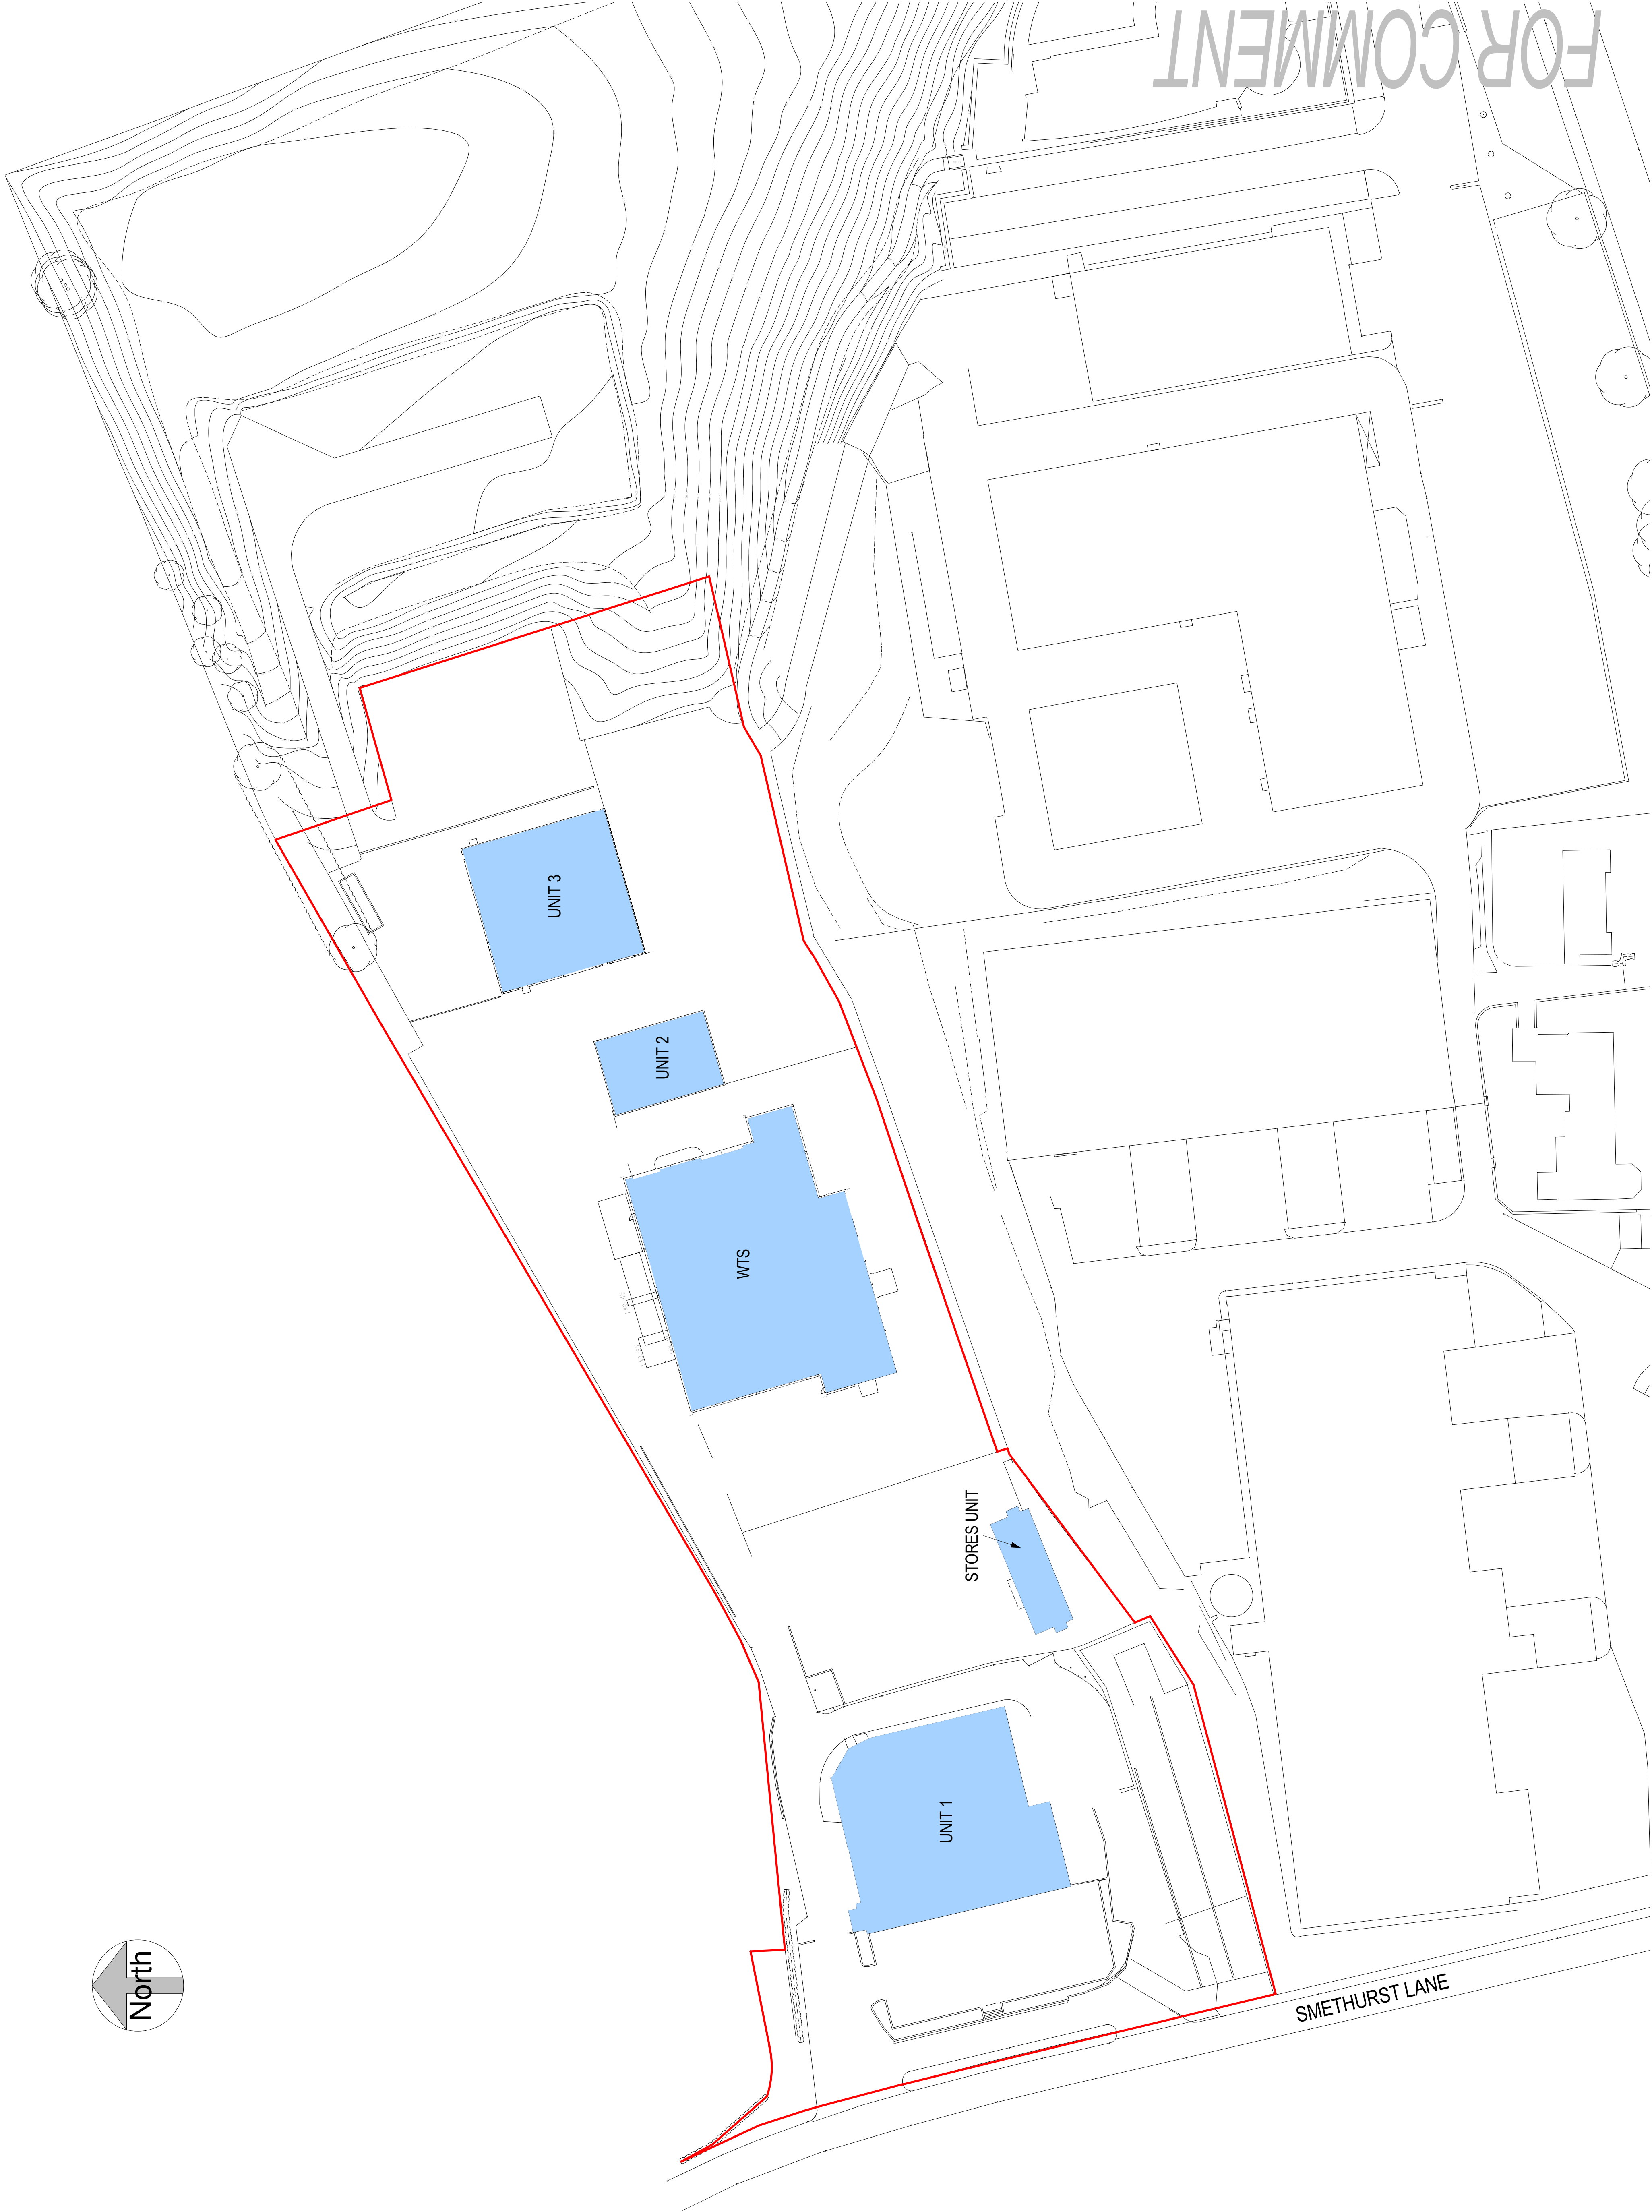 FOR COMMENT
UNIT 3
UNIT 2
WTS
STORES UNIT
UNIT 1
North
SMETHURST LANE